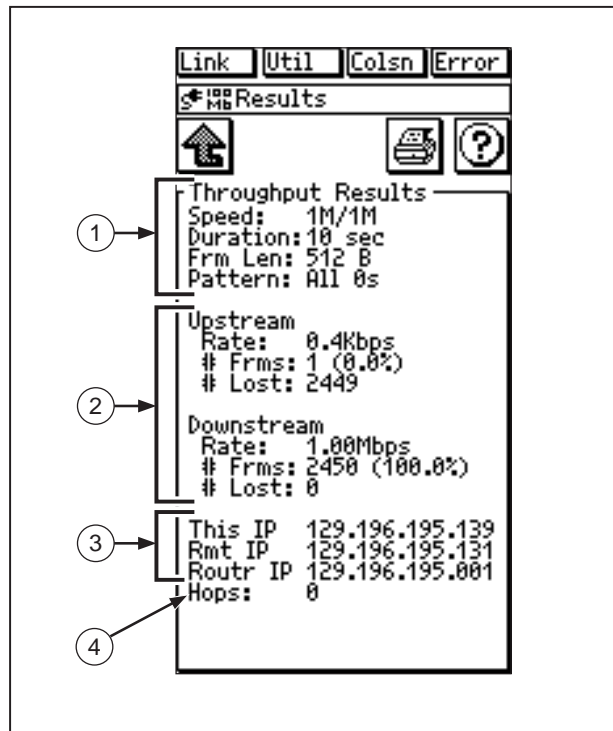 Link Util Colsn Error
100 Mb Results
?
Throughput Results
Speed: 1M/1M
Duration: 10 sec
Frm Len: 512 B
Pattern: All 0s
1
Upstream
Rate: 0.4Kbps
# Frms: 1 (0.0%)
# Lost: 2449
2
Downstream
Rate: 1.00Mbps
# Frms: 2450 (100.0%)
# Lost: 0
3
This IP 129.196.195.139
Rmt IP 129.196.195.131
Routr IP 129.196.195.001
Hops: 0
4